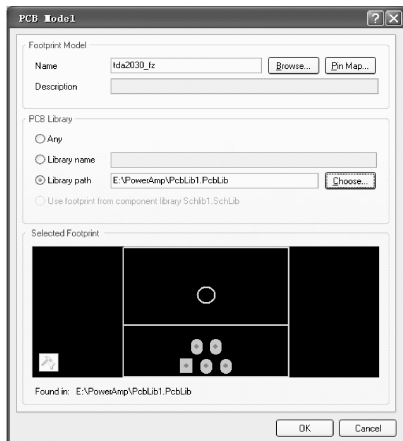 PCB Model
Footprint Model
Name tda2030_fz Browse... Pin Map...
Description
PCB Library
Any
Library name
Library path E:\PowerAmp\PcbLib1.PcbLib Choose...
Use footprint from component library Schlib1.SchLib
Selected Footprint
Found in: E:\PowerAmp\PcbLib1.PcbLib
OK Cancel